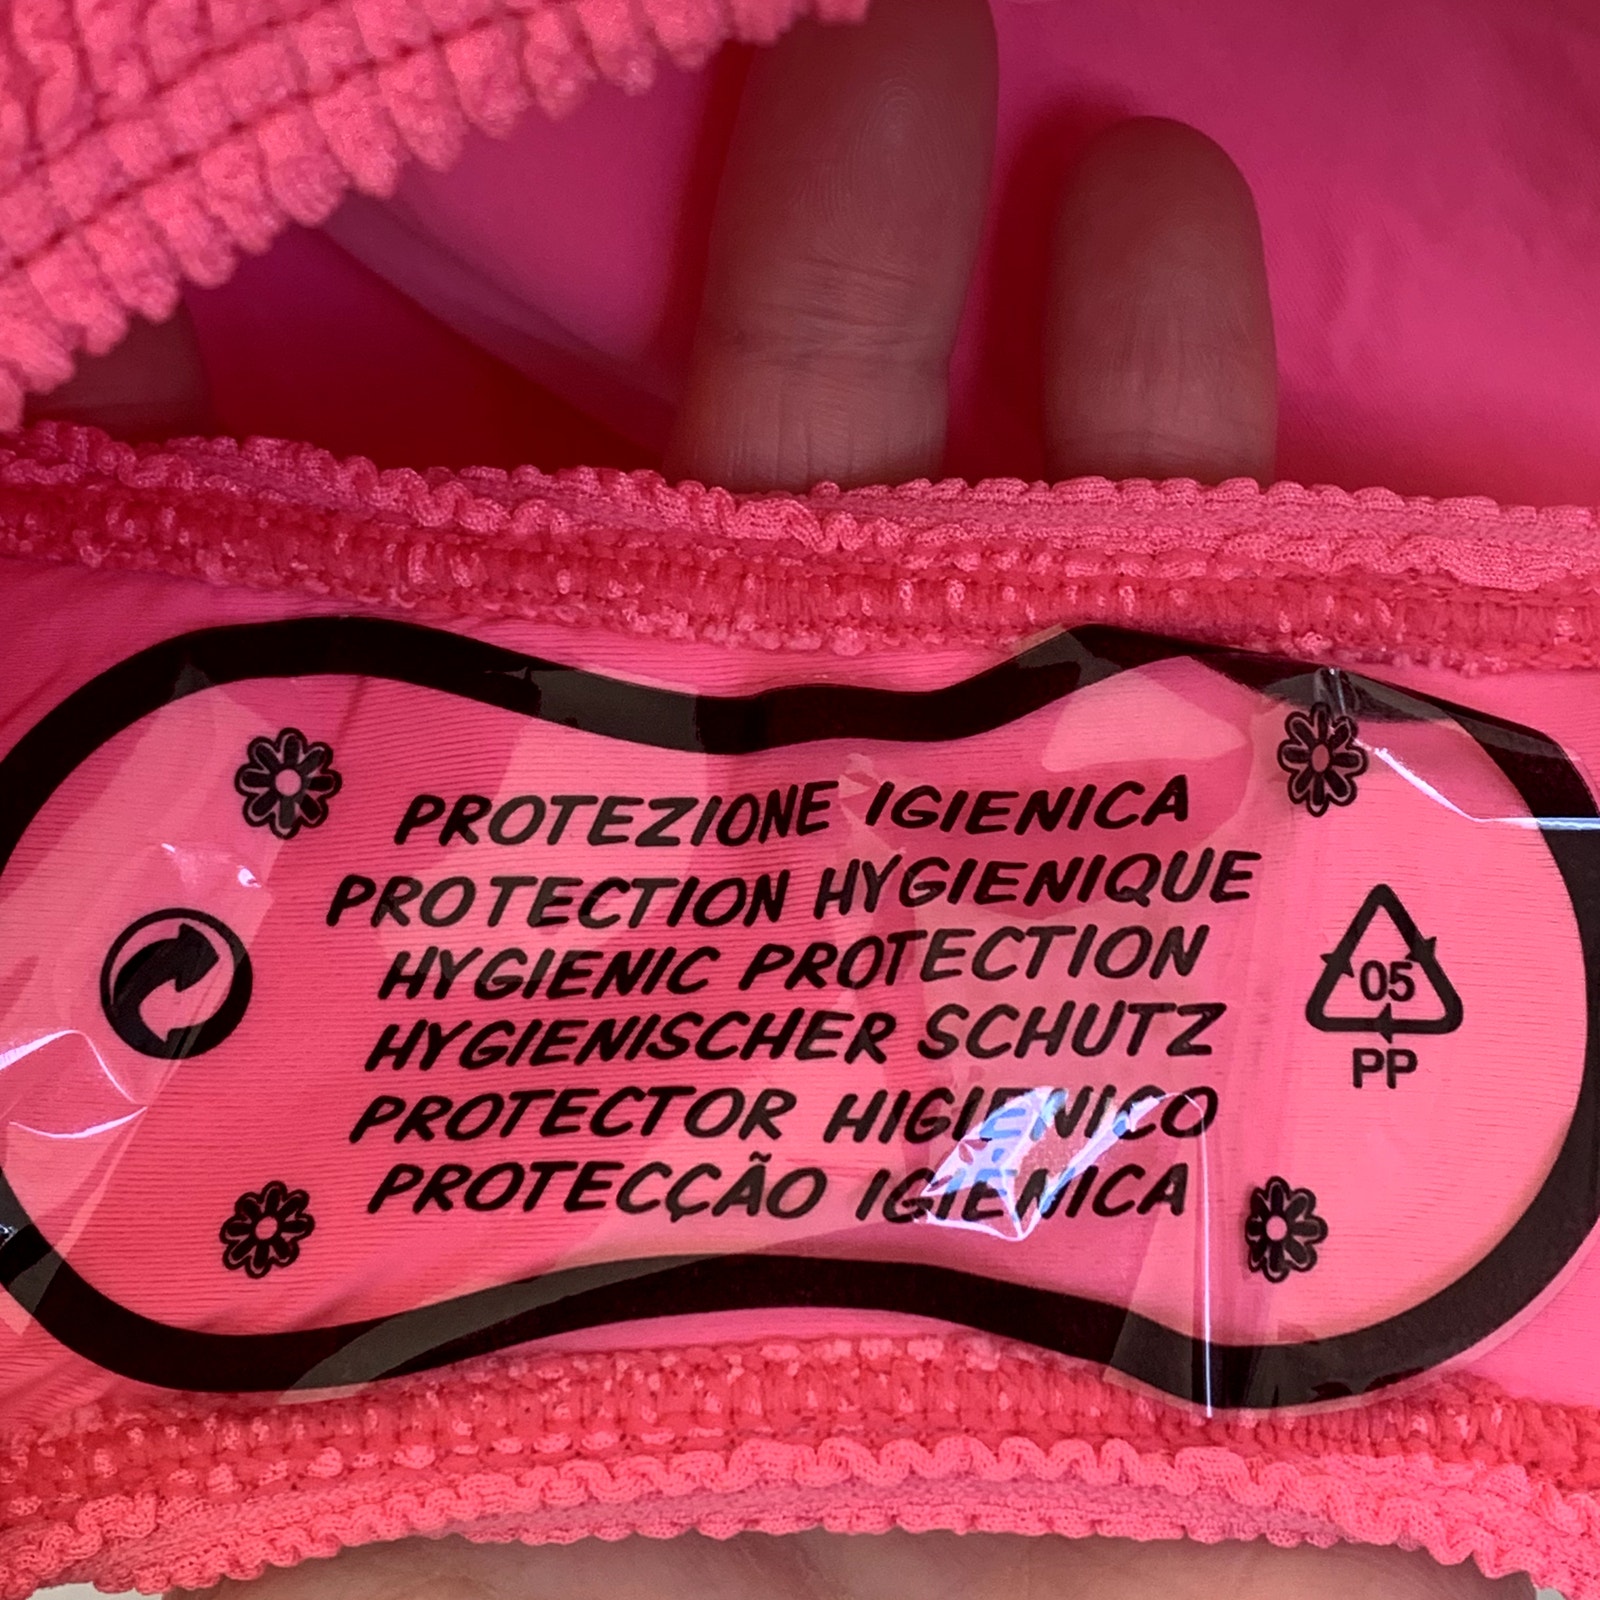 PROTEZIONE IGIENICA
PROTECTION HYGIENIQUE
HYGIENIC PROTECTION
HYGIENISCHER SCHUTZ
PROTECTOR HIGIENICO
PROTECÇÃO IGIENICA
05
PP